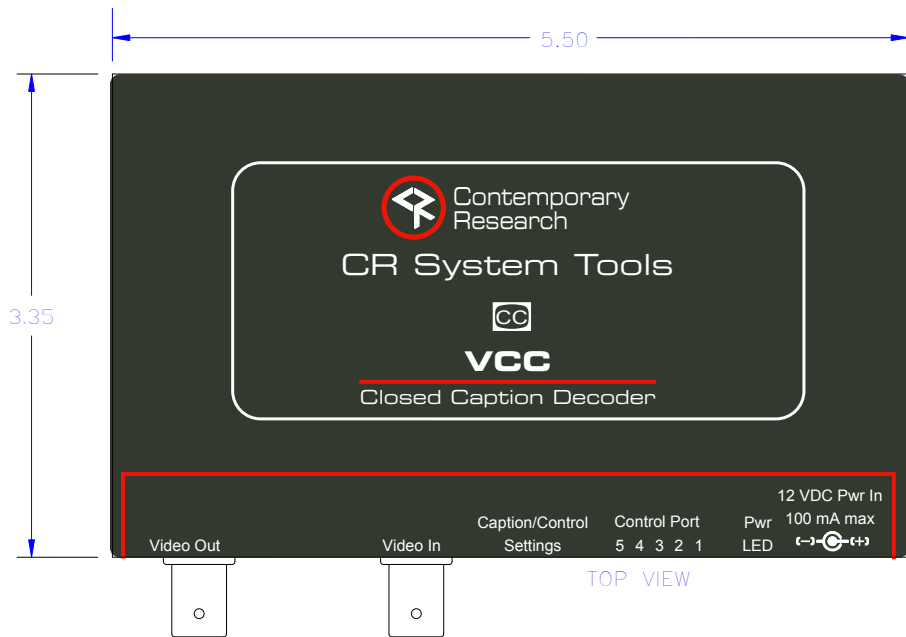 5.50
3.35
Contemporary
Research
CR System Tools
CC
VCC
Closed Caption Decoder
12 VDC Pwr In
Caption/Control Control Port Pwr 100 mA max
Video Out Video In Settings 5 4 3 2 1 LED (−) (+)
TOP VIEW